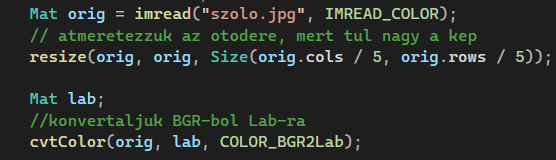 Mat orig = imread("szolo.jpg", IMREAD_COLOR);
// atmeretezzuk az otodere, mert tul nagy a kep
resize(orig, orig, Size(orig.cols / 5, orig.rows / 5));
Mat lab;
//konvertaljuk BGR-bol Lab-ra
cvtColor(orig, lab, COLOR_BGR2Lab);